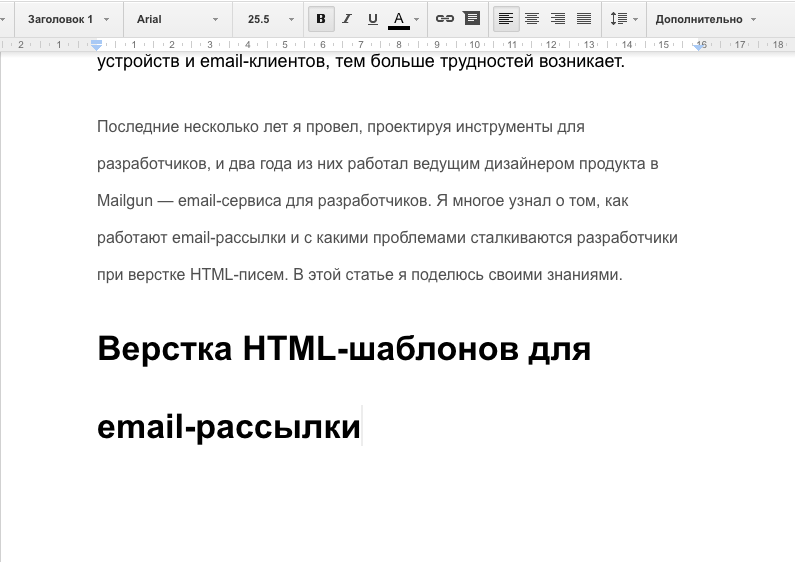 Заголовок 1 Arial 25.5 B I U A Дополнительно
2 1 1 2 3 4 5 6 7 8 9 10 11 12 13 14 15 16 17 18
устройств и email-клиентов, тем больше трудностей возникает.
Последние несколько лет я провел, проектируя инструменты для
разработчиков, и два года из них работал ведущим дизайнером продукта в
Mailgun — email-сервиса для разработчиков. Я многое узнал о том, как
работают email-рассылки и с какими проблемами сталкиваются разработчики
при верстке HTML-писем. В этой статье я поделюсь своими знаниями.
Верстка HTML-шаблонов для
email-рассылки